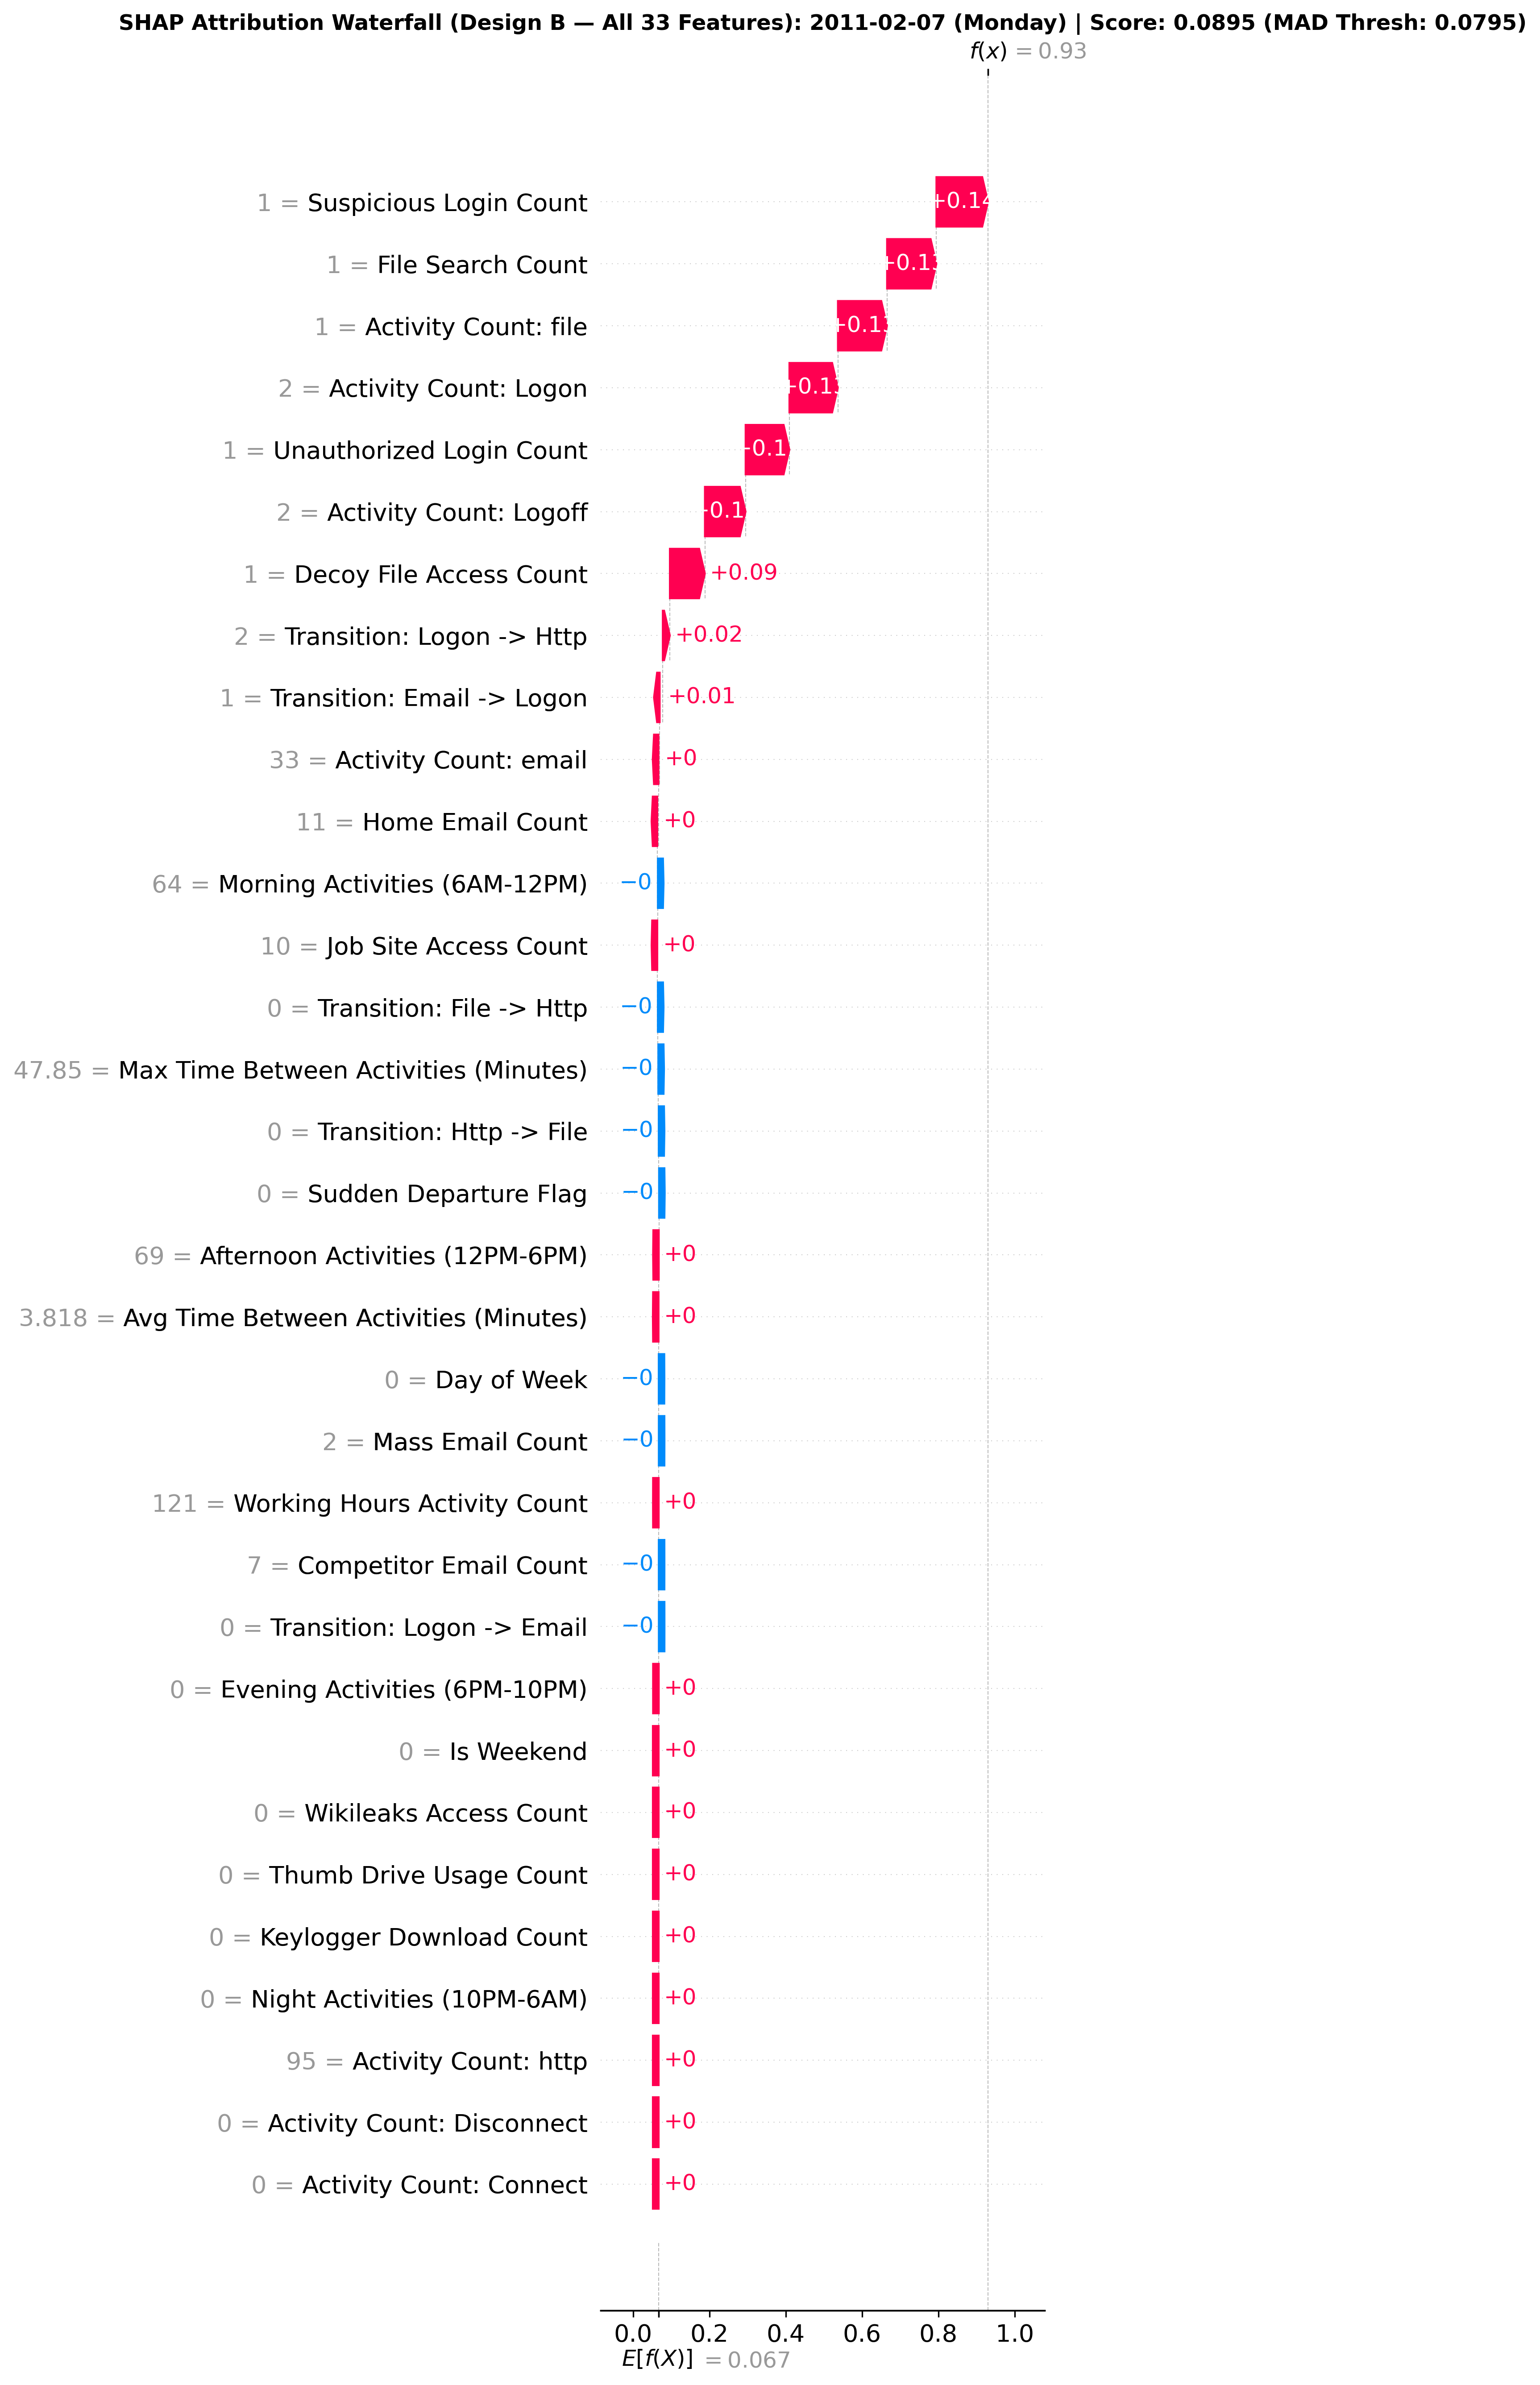 SHAP Attribution Waterfall (Design B — All 33 Features): 2011-02-07 (Monday) | Score: 0.0895 (MAD Thresh: 0.0795)
f(x) = 0.93
1 = Suspicious Login Count +0.14
1 = File Search Count +0.13
1 = Activity Count: file +0.13
2 = Activity Count: Logon +0.13
1 = Unauthorized Login Count
2 = Activity Count: Logoff
1 = Decoy File Access Count +0.09
2 = Transition: Logon -> Http +0.02
1 = Transition: Email -> Logon +0.01
33 = Activity Count: email +0
11 = Home Email Count +0
64 = Morning Activities (6AM-12PM) −0
10 = Job Site Access Count +0
0 = Transition: File -> Http −0
47.85 = Max Time Between Activities (Minutes) −0
0 = Transition: Http -> File −0
0 = Sudden Departure Flag −0
69 = Afternoon Activities (12PM-6PM) +0
3.818 = Avg Time Between Activities (Minutes) +0
0 = Day of Week −0
2 = Mass Email Count −0
121 = Working Hours Activity Count +0
7 = Competitor Email Count −0
0 = Transition: Logon -> Email −0
0 = Evening Activities (6PM-10PM) +0
0 = Is Weekend +0
0 = Wikileaks Access Count +0
0 = Thumb Drive Usage Count +0
0 = Keylogger Download Count +0
0 = Night Activities (10PM-6AM) +0
95 = Activity Count: http +0
0 = Activity Count: Disconnect +0
0 = Activity Count: Connect +0
0.0 0.2 0.4 0.6 0.8 1.0
E[f(X)] = 0.067